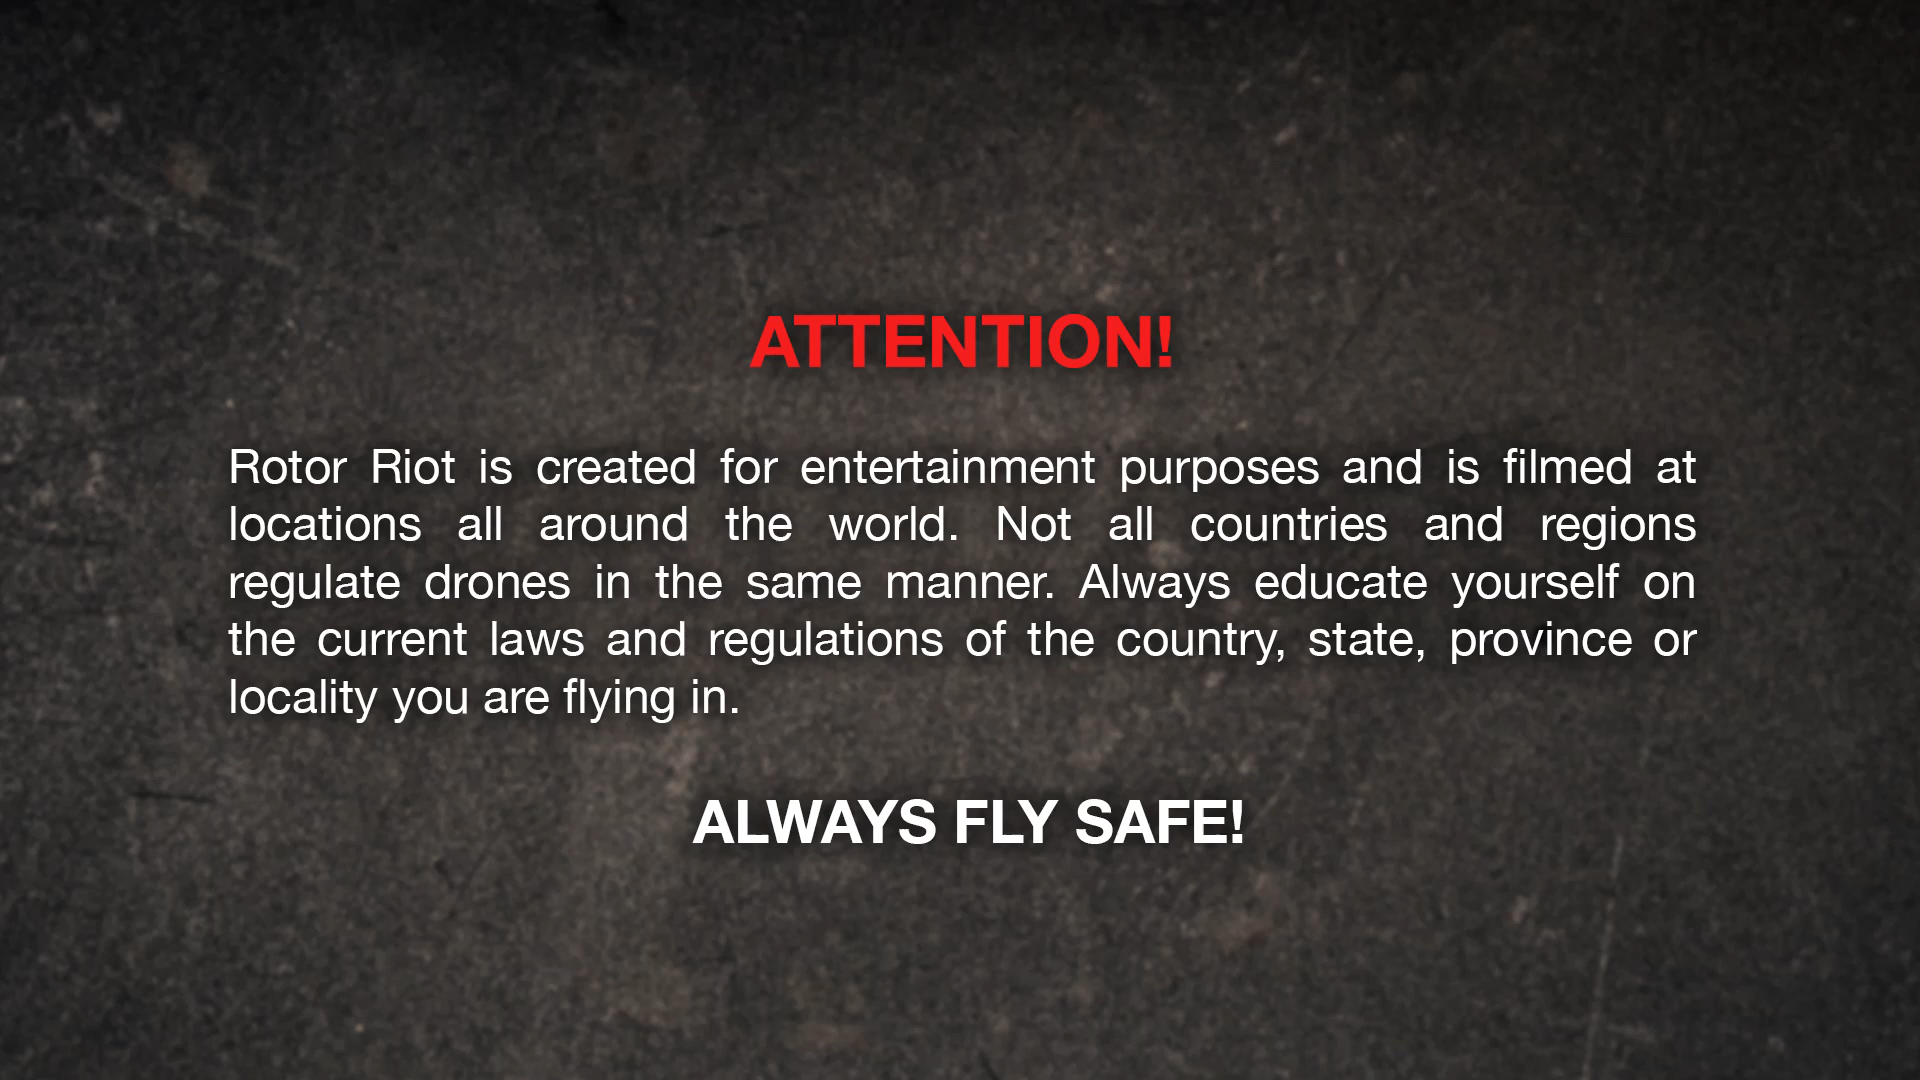 ATTENTION!
Rotor Riot is created for entertainment purposes and is filmed at
locations all around the world. Not all countries and regions
regulate drones in the same manner. Always educate yourself on
the current laws and regulations of the country, state, province or
locality you are flying in.
ALWAYS FLY SAFE!